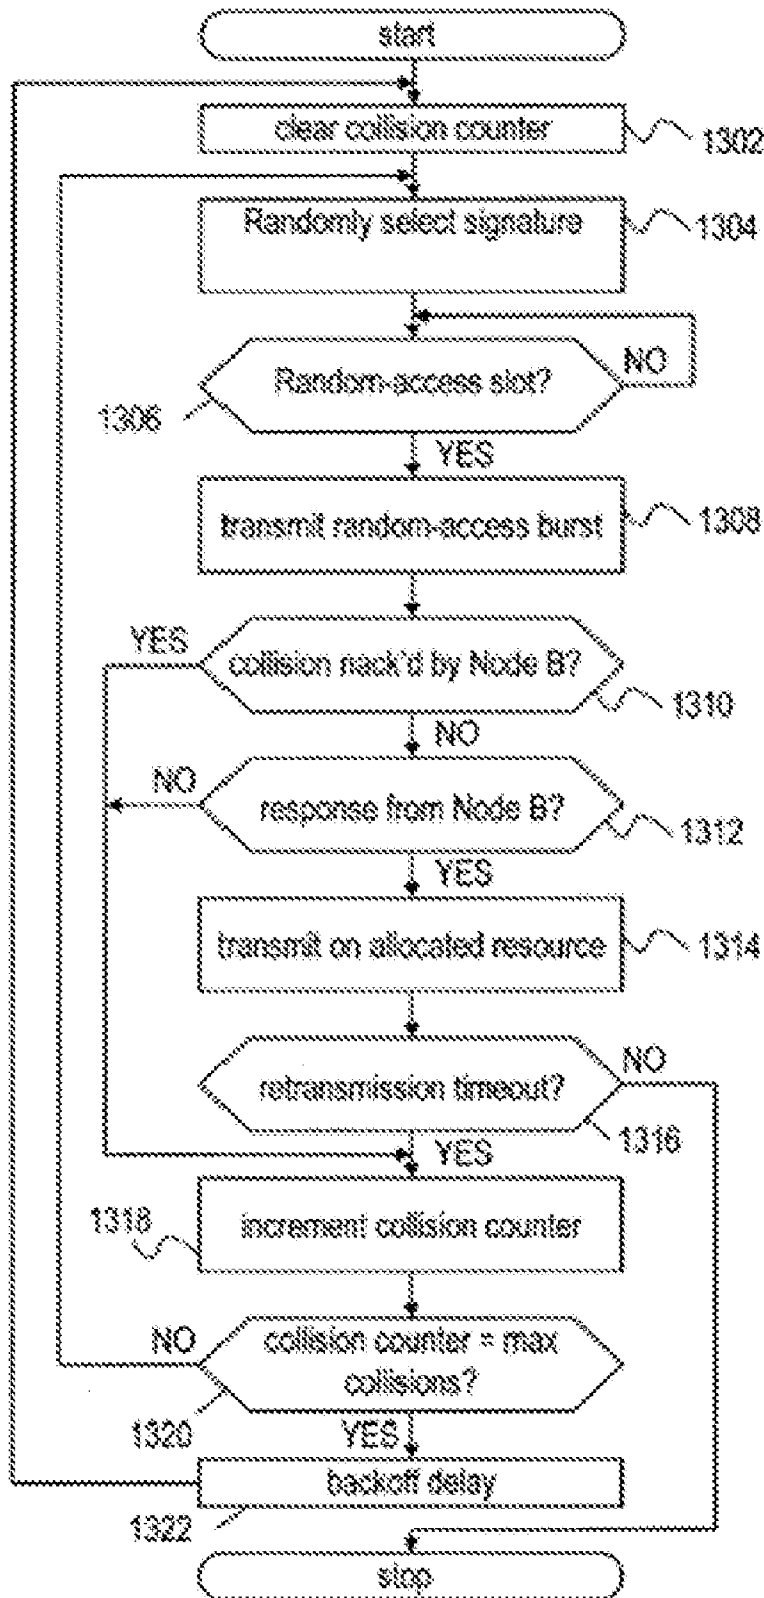 start
clear collision counter
1302
Randomly select signature
1304
Random-access slot?
NO
1306
YES
transmit random-access burst
1308
YES
collision nack'd by Node B?
1310
NO
NO
response from Node B?
1312
YES
transmit on allocated resource
1314
NO
retransmission timeout?
1316
YES
1318
increment collision counter
NO
collision counter = max
collisions?
1320
YES
backoff delay
1322
stop